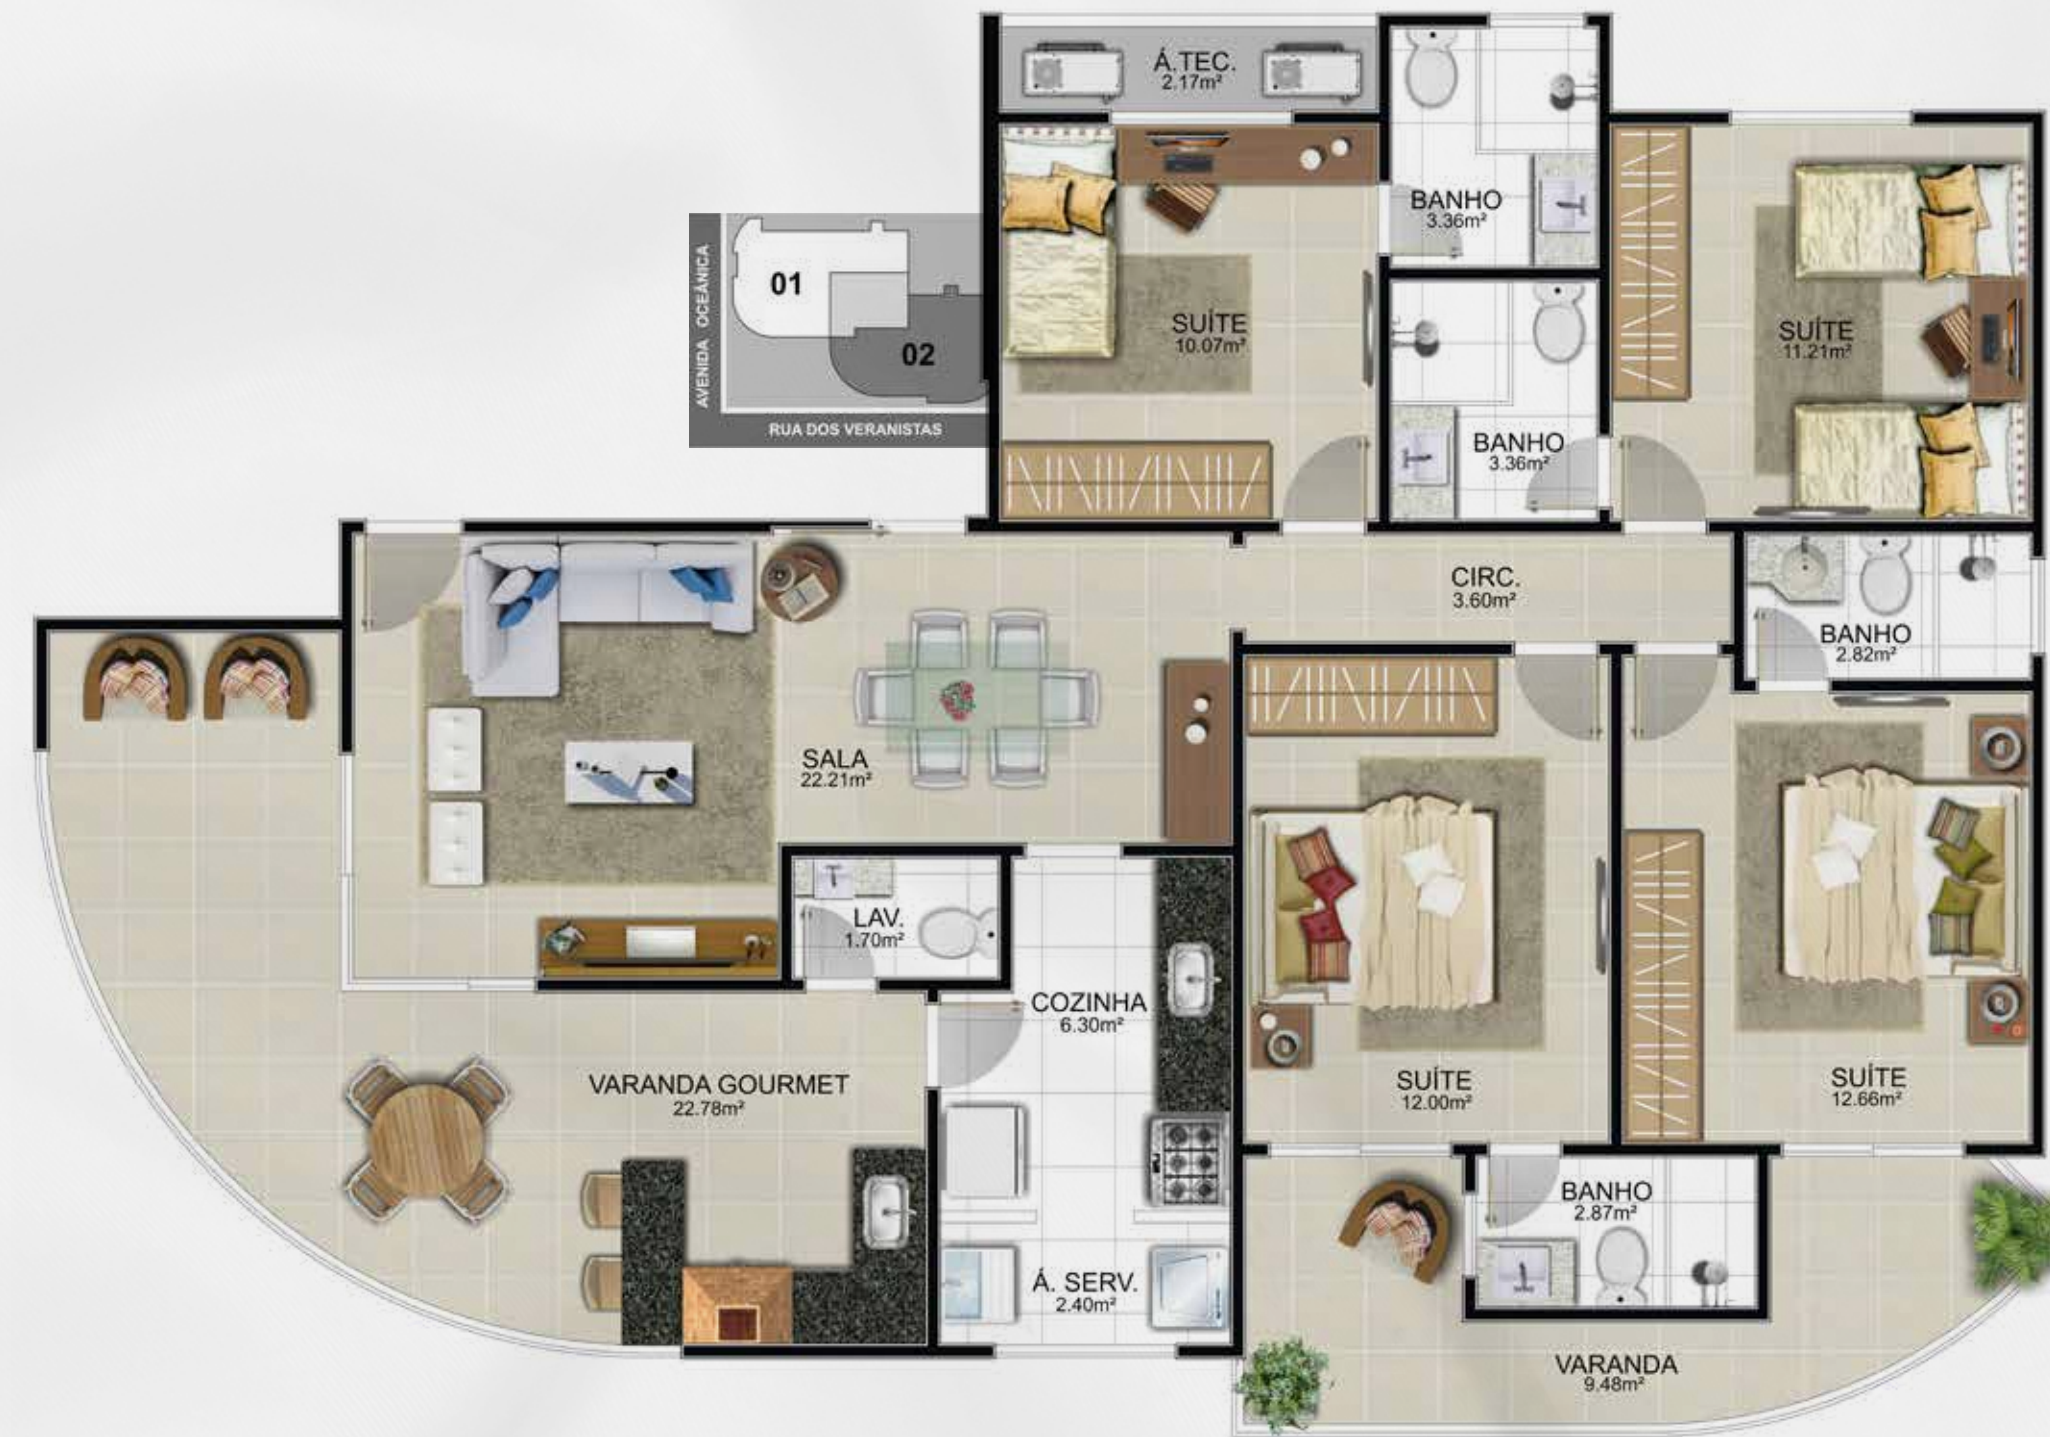 Á.TEC.
2.17m²
BANHO
3.36m²
AVENIDA OCEÂNICA
01
02
RUA DOS VERANISTAS
SUÍTE
10.07m²
SUÍTE
11.21m²
BANHO
3.36m²
CIRC.
3.60m²
BANHO
2.82m²
SALA
22.21m²
LAV.
1.70m²
COZINHA
6.30m²
VARANDA GOURMET
22.78m²
SUÍTE
12.00m²
SUÍTE
12.66m²
BANHO
2.87m²
Á. SERV.
2.40m²
VARANDA
9.48m²